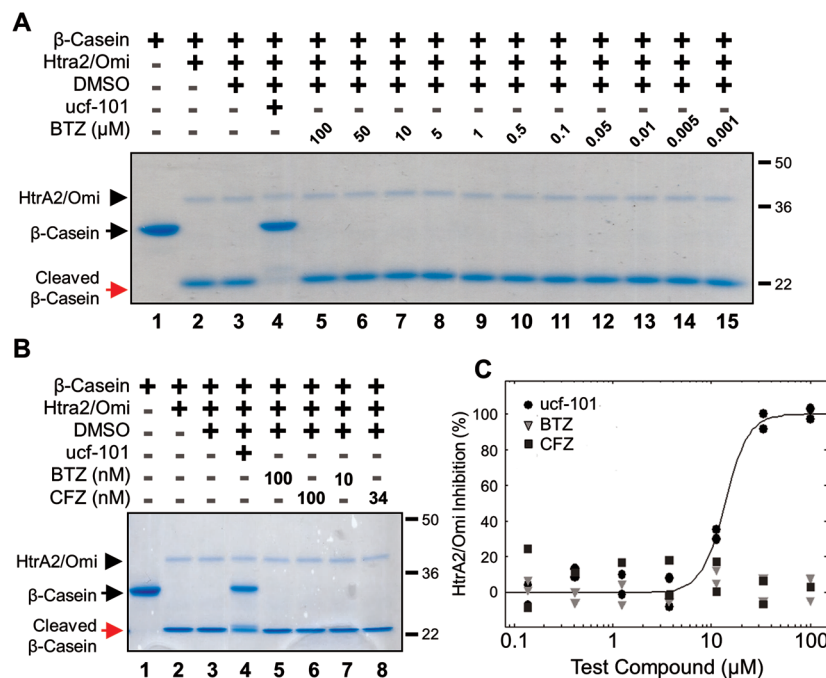 A
β-Casein + + + + + + + + + + + + + + +
Htra2/Omi - + + + + + + + + + + + + + +
DMSO - - + + + + + + + + + + + + +
ucf-101 - - - + - - - - - - - - - - -
BTZ (μM) - - - - 100 50 10 5 1 0.5 0.1 0.05 0.01 0.005 0.001
50
HtrA2/Omi
36
β-Casein
Cleaved
22
β-Casein
1 2 3 4 5 6 7 8 9 10 11 12 13 14 15
B
β-Casein + + + + + + + +
Htra2/Omi - + + + + + + +
DMSO - - + + + + + +
ucf-101 - - - + - - - -
BTZ (nM) - - - - 100 - 10 -
CFZ (nM) - - - - - 100 - 34
50
HtrA2/Omi
36
β-Casein
Cleaved
22
β-Casein
1 2 3 4 5 6 7 8
C
ucf-101
BTZ
CFZ
HtrA2/Omi Inhibition (%)
100
80
60
40
20
0
0.1 1 10 100
Test Compound (μM)